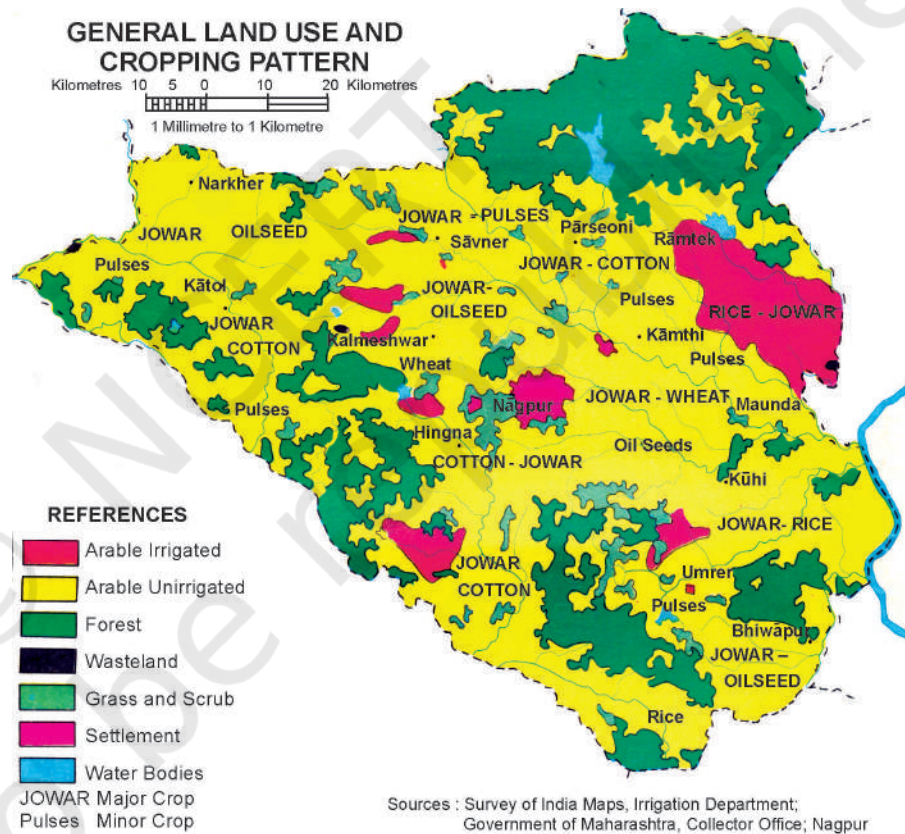 GENERAL LAND USE AND
CROPPING PATTERN
Kilometres 10 5 0 10 20 Kilometres
1 Millimetre to 1 Kilometre
Narkher
JOWAR OILSEED
JOWAR - PULSES
Sāvner
Pārseoni
Rāmtek
JOWAR - COTTON
Pulses
Kātol
JOWAR-
OILSEED
Pulses
RICE - JOWAR
JOWAR
COTTON
Kalmeshwar
Kāmthi
Pulses
Wheat
Pulses
Nāgpur
JOWAR - WHEAT
Maunda
Hingna
COTTON - JOWAR
Oil Seeds
Kūhi
JOWAR- RICE
JOWAR
COTTON
Umrer
Pulses
Bhiwāpur
JOWAR –
OILSEED
Rice
REFERENCES
Arable Irrigated
Arable Unirrigated
Forest
Wasteland
Grass and Scrub
Settlement
Water Bodies
JOWAR Major Crop
Pulses Minor Crop
Sources : Survey of India Maps, Irrigation Department;
Government of Maharashtra, Collector Office; Nagpur
© NCERT